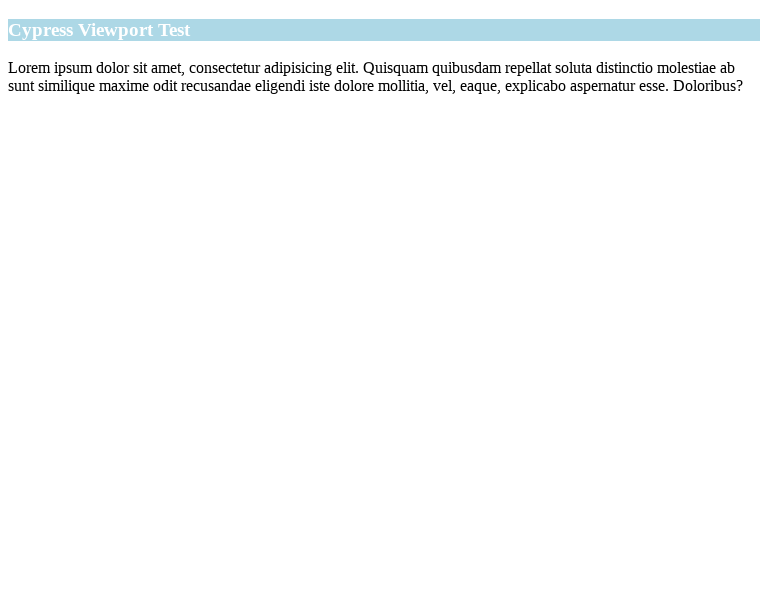 Cypress Viewport Test
Lorem ipsum dolor sit amet, consectetur adipisicing elit. Quisquam quibusdam repellat soluta distinctio molestiae ab
sunt similique maxime odit recusandae eligendi iste dolore mollitia, vel, eaque, explicabo aspernatur esse. Doloribus?